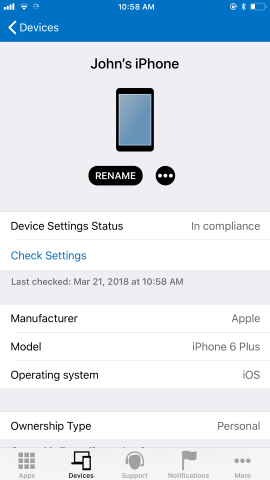 10:58 AM
Devices
John's iPhone
RENAME
Device Settings Status In compliance
Check Settings
Last checked: Mar 21, 2018 at 10:58 AM
Manufacturer Apple
Model iPhone 6 Plus
Operating system iOS
Ownership Type Personal
Apps Devices Support Notifications More